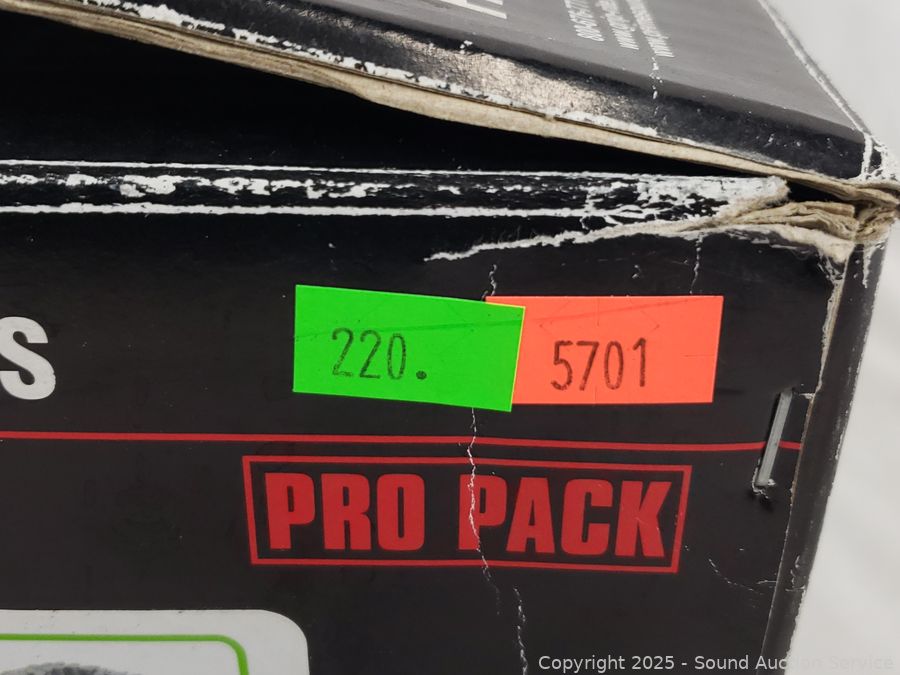 S
220.
5701
PRO PACK
Copyright 2025 - Sound Auction Service